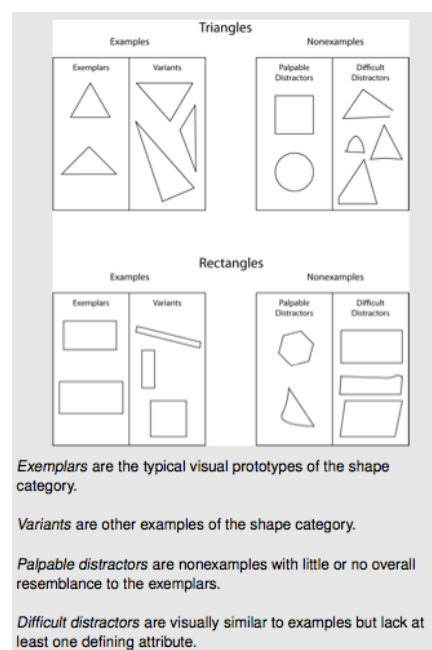 Triangles
Examples
Nonexamples
Exemplars
Variants
Palpable
Distractors
Difficult
Distractors
Rectangles
Examples
Nonexamples
Exemplars
Variants
Palpable
Distractors
Difficult
Distractors
Exemplars are the typical visual prototypes of the shape
category.
Variants are other examples of the shape category.
Palpable distractors are nonexamples with little or no overall
resemblance to the exemplars.
Difficult distractors are visually similar to examples but lack at
least one defining attribute.